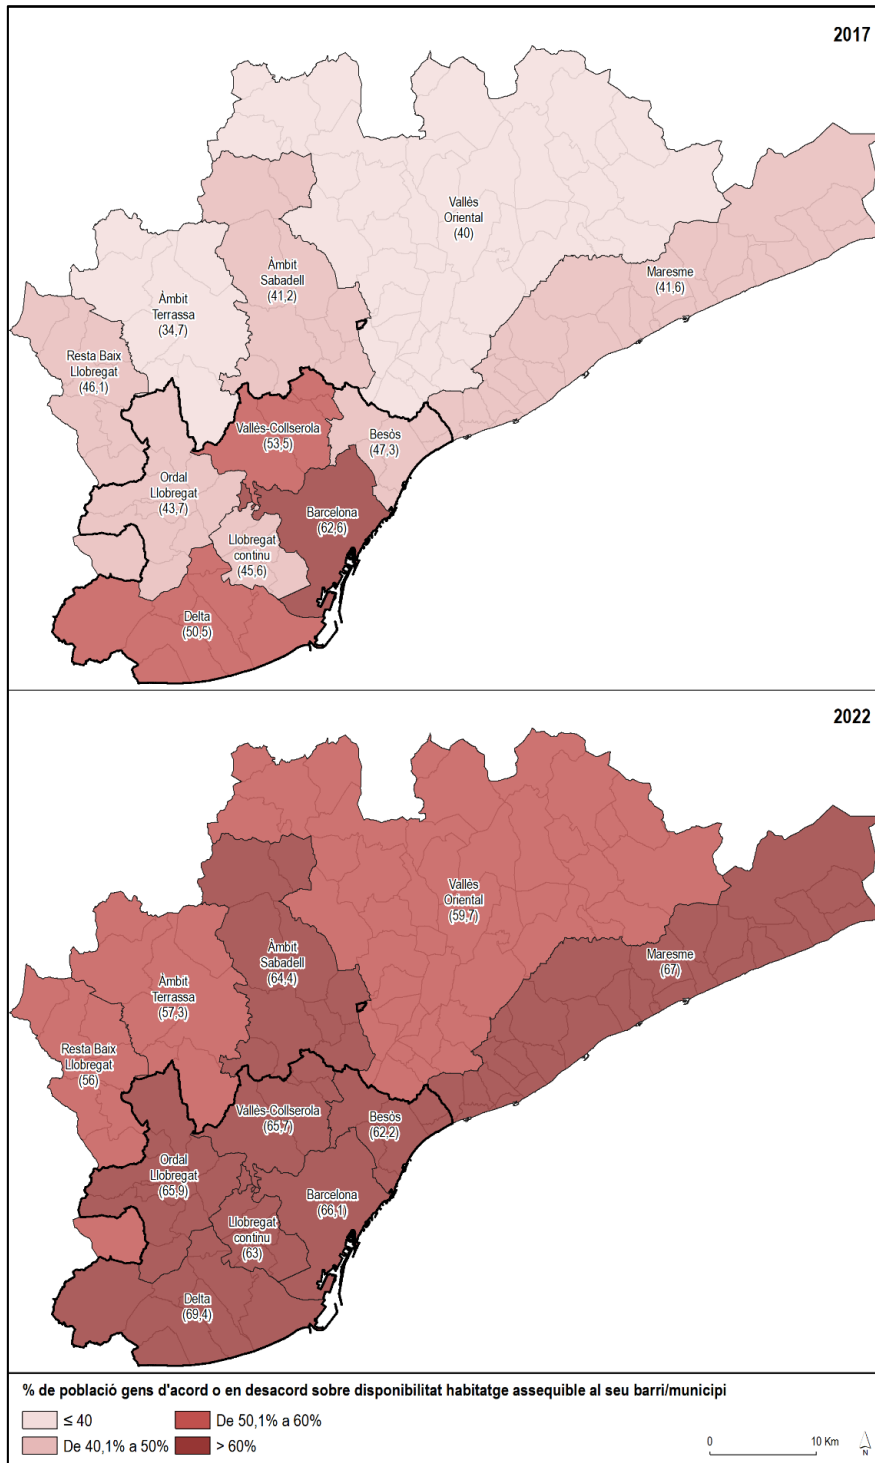 2017
Vallès
Oriental
(40)
Àmbit
Sabadell
(41,2)
Maresme
(41,6)
Àmbit
Terrassa
(34,7)
Resta Baix
Llobregat
(46,1)
Vallès-Collserola
(53,5)
Besòs
(47,3)
Ordal
Llobregat
(43,7)
Barcelona
(62,6)
Llobregat
continu
(45,6)
Delta
(50,5)
2022
Vallès
Oriental
(59,7)
Àmbit
Sabadell
(64,4)
Maresme
(67)
Àmbit
Terrassa
(57,3)
Resta Baix
Llobregat
(56)
Vallès-Collserola
(65,7)
Besòs
(62,2)
Ordal
Llobregat
(65,9)
Barcelona
(66,1)
Llobregat
continu
(63)
Delta
(69,4)
% de població gens d'acord o en desacord sobre disponibilitat habitatge assequible al seu barri/municipi
≤ 40
De 50,1% a 60%
De 40,1% a 50%
> 60%
0 10 Km
N